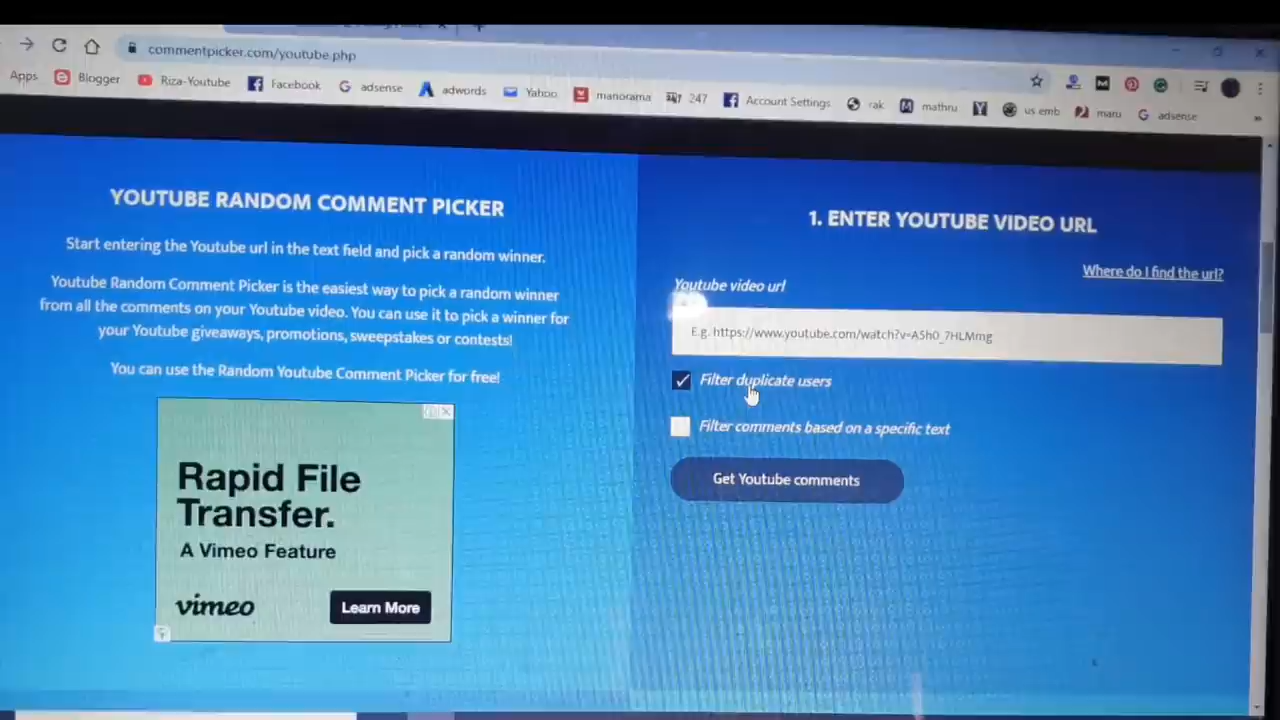 commentpicker.com/youtube.php
Apps Blogger Riza-Youtube Facebook adsense adwords Yahoo manorama 247 Account Settings rak mathru us emb maru adsense
YOUTUBE RANDOM COMMENT PICKER
Start entering the Youtube url in the text field and pick a random winner.
Youtube Random Comment Picker is the easiest way to pick a random winner
from all the comments on your Youtube video. You can use it to pick a winner for
your Youtube giveaways, promotions, sweepstakes or contests!
You can use the Random Youtube Comment Picker for free!
Rapid File
Transfer.
A Vimeo Feature
vimeo
Learn More
1. ENTER YOUTUBE VIDEO URL
Where do I find the url?
Youtube video url
E.g. https://www.youtube.com/watch?v=A5h0_7HLMmg
Filter duplicate users
Filter comments based on a specific text
Get Youtube comments